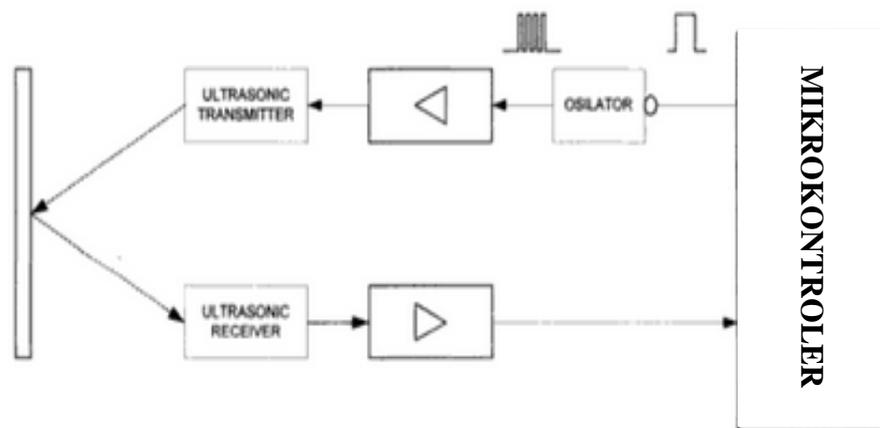 ULTRASONIC
TRANSMITTER
OSILATOR
MIKROKONTROLER
ULTRASONIC
RECEIVER